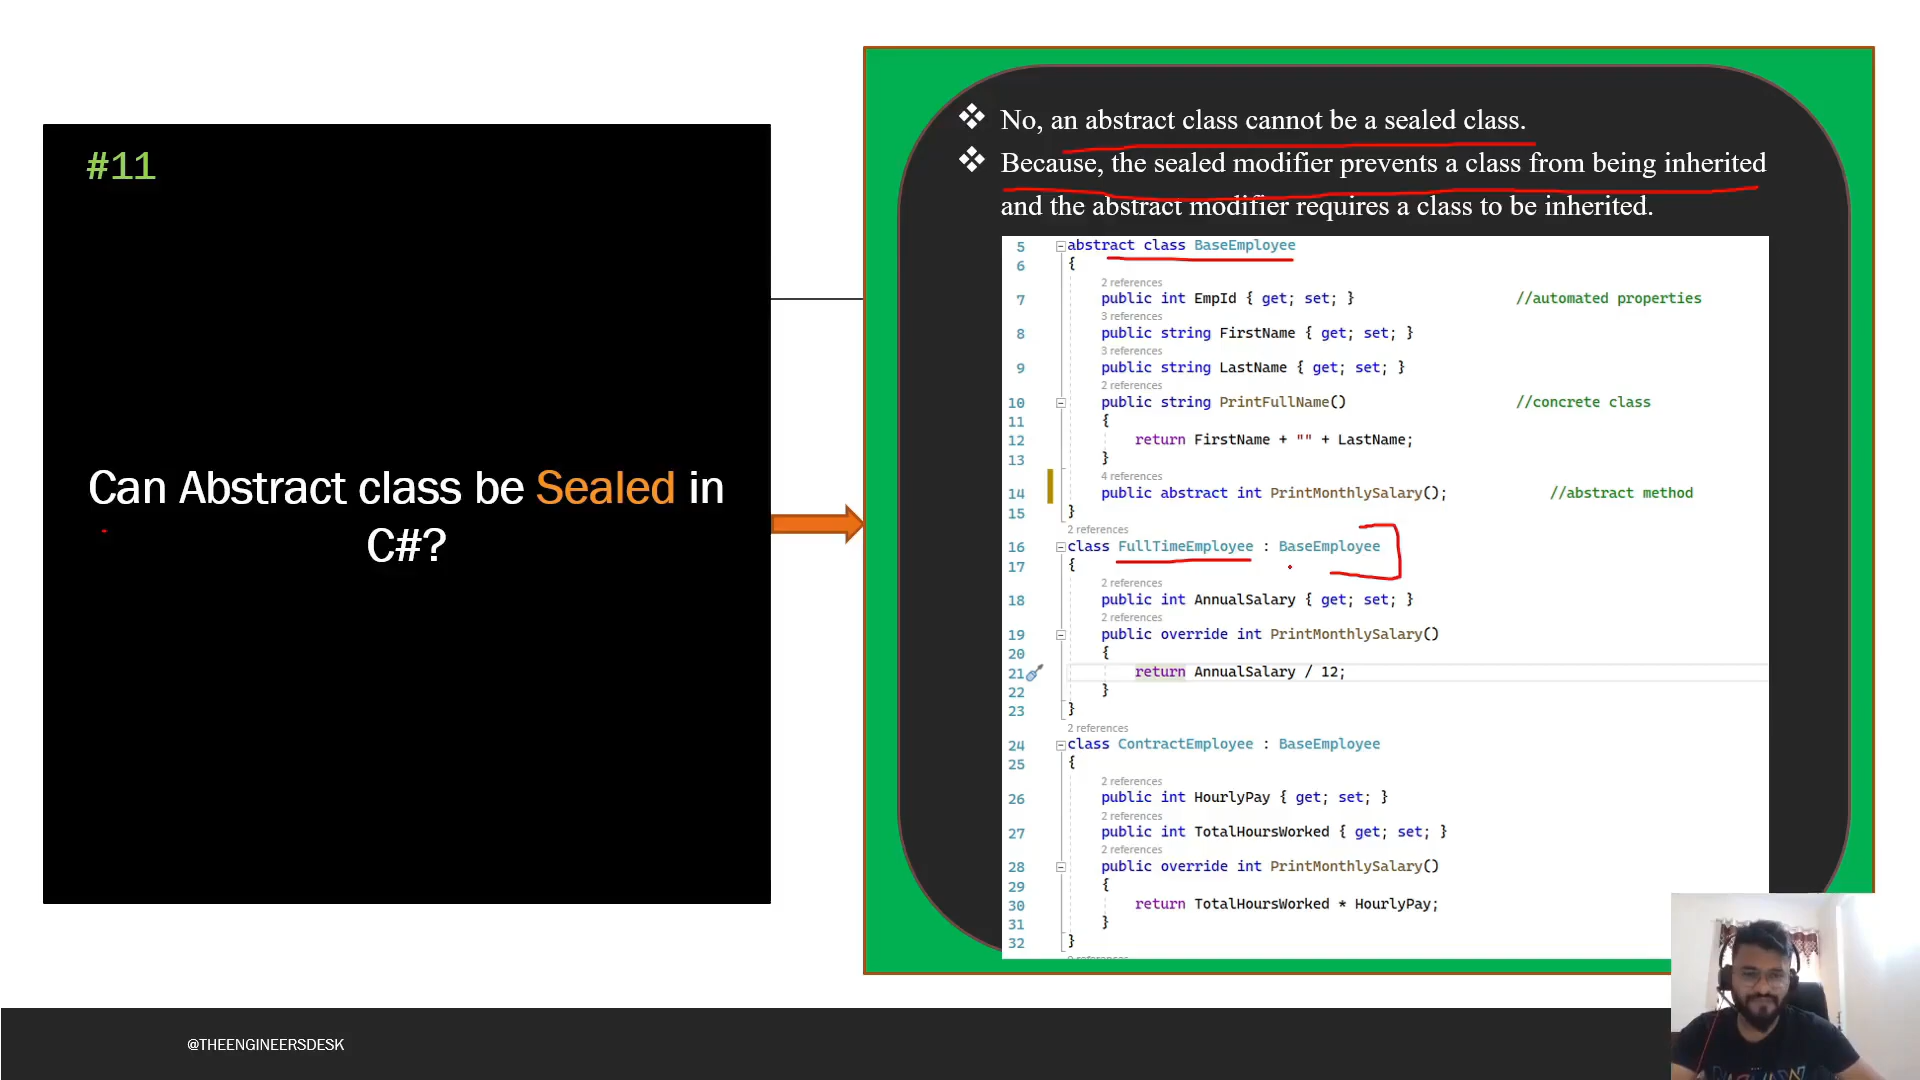 #11
Can Abstract class be Sealed in
C#?
❖ No, an abstract class cannot be a sealed class.
❖ Because, the sealed modifier prevents a class from being inherited
and the abstract modifier requires a class to be inherited.
5 abstract class BaseEmployee
6 {
2 references
7 public int EmpId { get; set; } //automated properties
3 references
8 public string FirstName { get; set; }
3 references
9 public string LastName { get; set; }
2 references
10 public string PrintFullName() //concrete class
11 {
12 return FirstName + "" + LastName;
13 }
4 references
14 public abstract int PrintMonthlySalary(); //abstract method
15 }
2 references
16 class FullTimeEmployee : BaseEmployee
17 {
2 references
18 public int AnnualSalary { get; set; }
2 references
19 public override int PrintMonthlySalary()
20 {
21 return AnnualSalary / 12;
22 }
23 }
2 references
24 class ContractEmployee : BaseEmployee
25 {
2 references
26 public int HourlyPay { get; set; }
2 references
27 public int TotalHoursWorked { get; set; }
2 references
28 public override int PrintMonthlySalary()
29 {
30 return TotalHoursWorked * HourlyPay;
31 }
32 }
@THEENGINEERSDESK